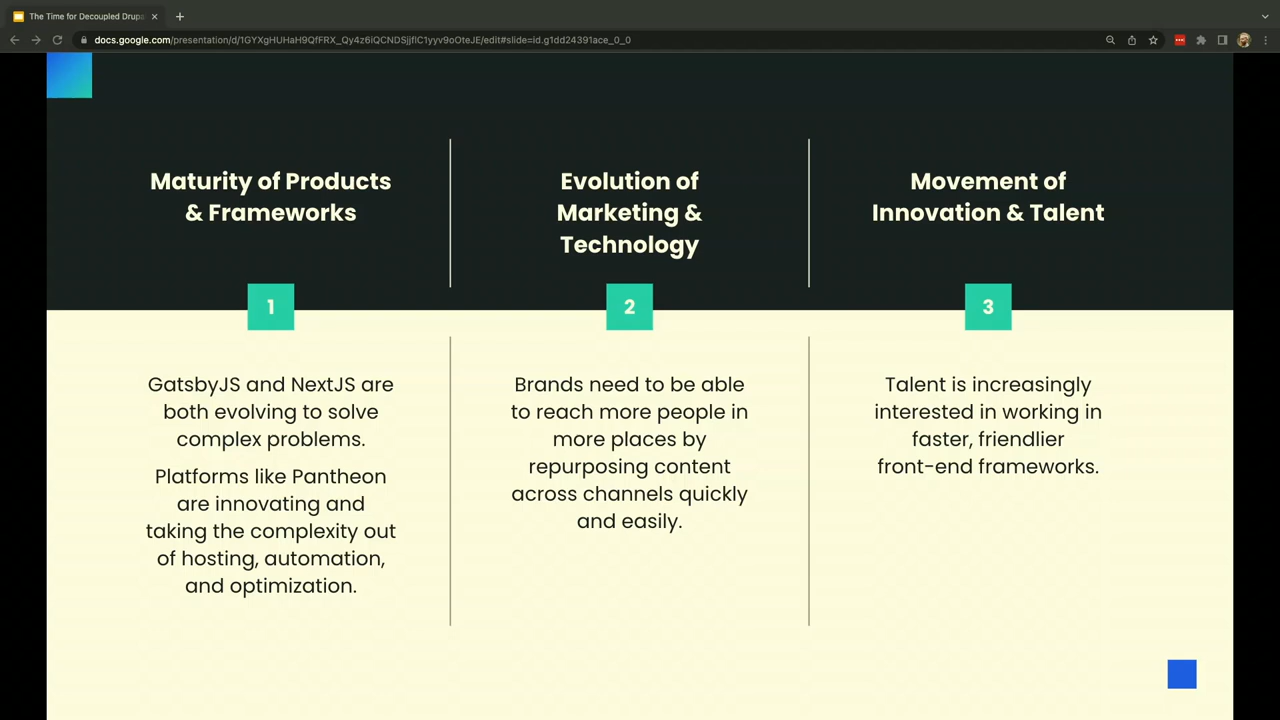 The Time for Decoupled Drupa
docs.google.com/presentation/d/1GYXgHUHaH9QfFRX_Qy4z6iQCNDSjjflC1yyv9oOteJE/edit#slide=id.g1dd24391ace_0_0
Maturity of Products
& Frameworks
1
GatsbyJS and NextJS are
both evolving to solve
complex problems.
Platforms like Pantheon
are innovating and
taking the complexity out
of hosting, automation,
and optimization.
Evolution of
Marketing &
Technology
2
Brands need to be able
to reach more people in
more places by
repurposing content
across channels quickly
and easily.
Movement of
Innovation & Talent
3
Talent is increasingly
interested in working in
faster, friendlier
front-end frameworks.